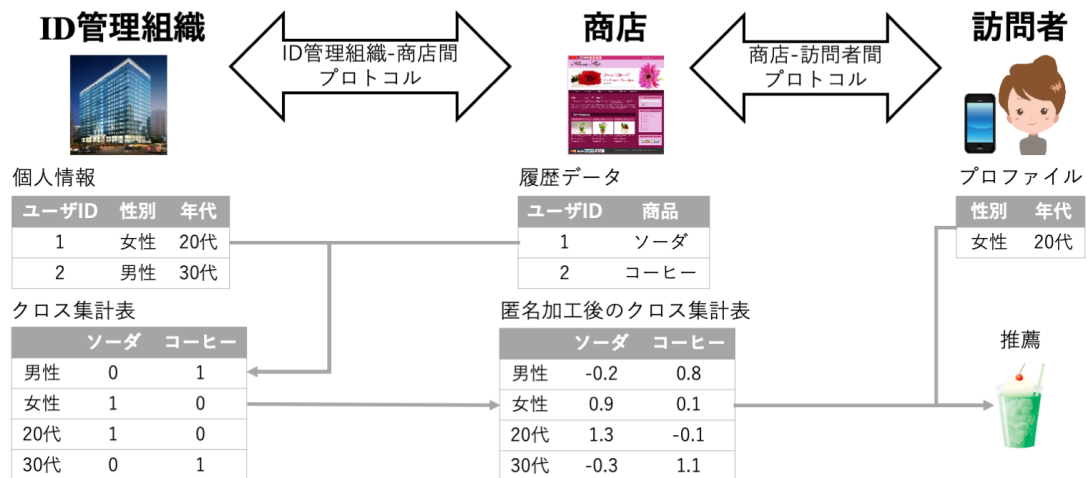 ID管理組織
ID管理組織-商店間
プロトコル
商店
商店-訪問者間
プロトコル
訪問者
個人情報
ユーザID 性別 年代
1 女性 20代
2 男性 30代
履歴データ
ユーザID 商品
1 ソーダ
2 コーヒー
プロファイル
性別 年代
女性 20代
クロス集計表
ソーダ コーヒー
男性 0 1
女性 1 0
20代 1 0
30代 0 1
匿名加工後のクロス集計表
ソーダ コーヒー
男性 -0.2 0.8
女性 0.9 0.1
20代 1.3 -0.1
30代 -0.3 1.1
推薦